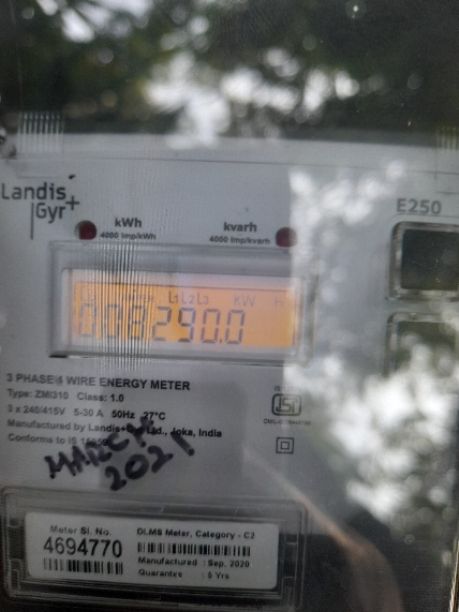 Landis
Gyr+
E250
kWh
4000 Imp/kWh
kvarh
4000 Imp/kvarh
L1L2L3 KW H
008290.0
3 PHASE 4 WIRE ENERGY METER
Type: ZMI310 Class: 1.0
3 x 240/415V 5-30 A 50Hz 27°C
Manufactured by Landis+Gyr Ltd., Joka, India
Conforms to IS
MARCH
2021
Meter Sl. No.
4694770
DLMS Meter, Category - C2
Manufactured : Sep, 2020
Guarantee : 5 Yrs